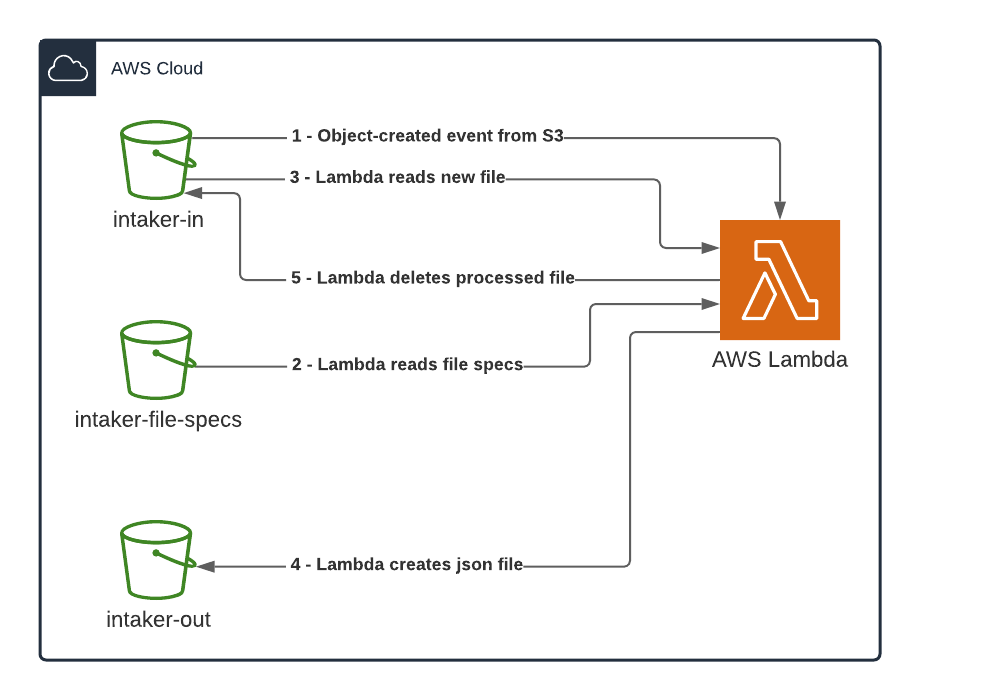 AWS Cloud
1 - Object-created event from S3
3 - Lambda reads new file
intaker-in
5 - Lambda deletes processed file
2 - Lambda reads file specs
AWS Lambda
intaker-file-specs
4 - Lambda creates json file
intaker-out